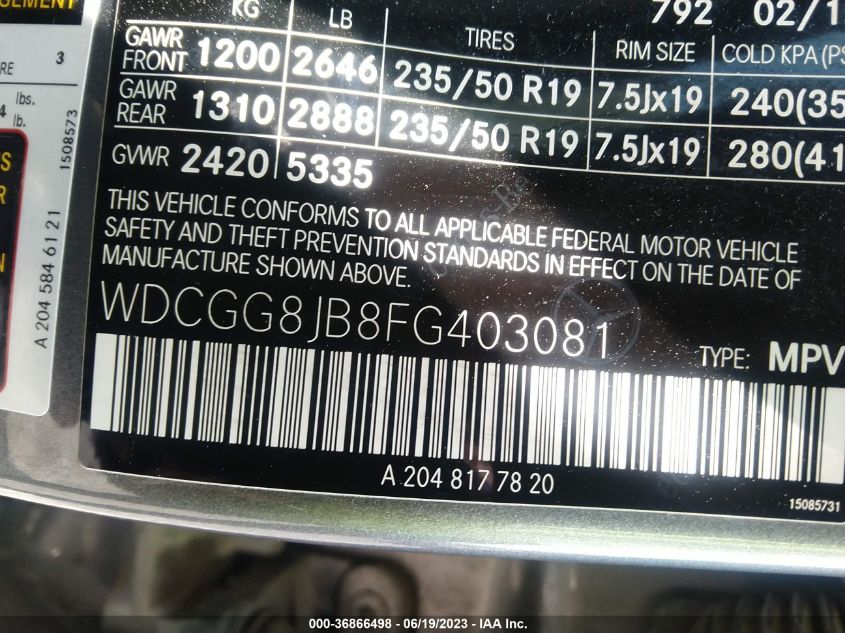 AGEMENT
KG LB 792 02/1
TIRES RIM SIZE COLD KPA (PS
GAWR FRONT 1200 2646 235/50 R19 7.5Jx19 240(35
GAWR REAR 1310 2888 235/50 R19 7.5Jx19 280(41
GVWR 2420 5335
THIS VEHICLE CONFORMS TO ALL APPLICABLE FEDERAL MOTOR VEHICLE
SAFETY AND THEFT PREVENTION STANDARDS IN EFFECT ON THE DATE OF
MANUFACTURE SHOWN ABOVE.
WDCGG8JB8FG403081
TYPE: MPV
A 204 817 78 20
15085731
RE 3
4 lbs.
lb.
1508573
A 204 584 61 21
S
R
N
000-36866498 - 06/19/2023 - IAA Inc.